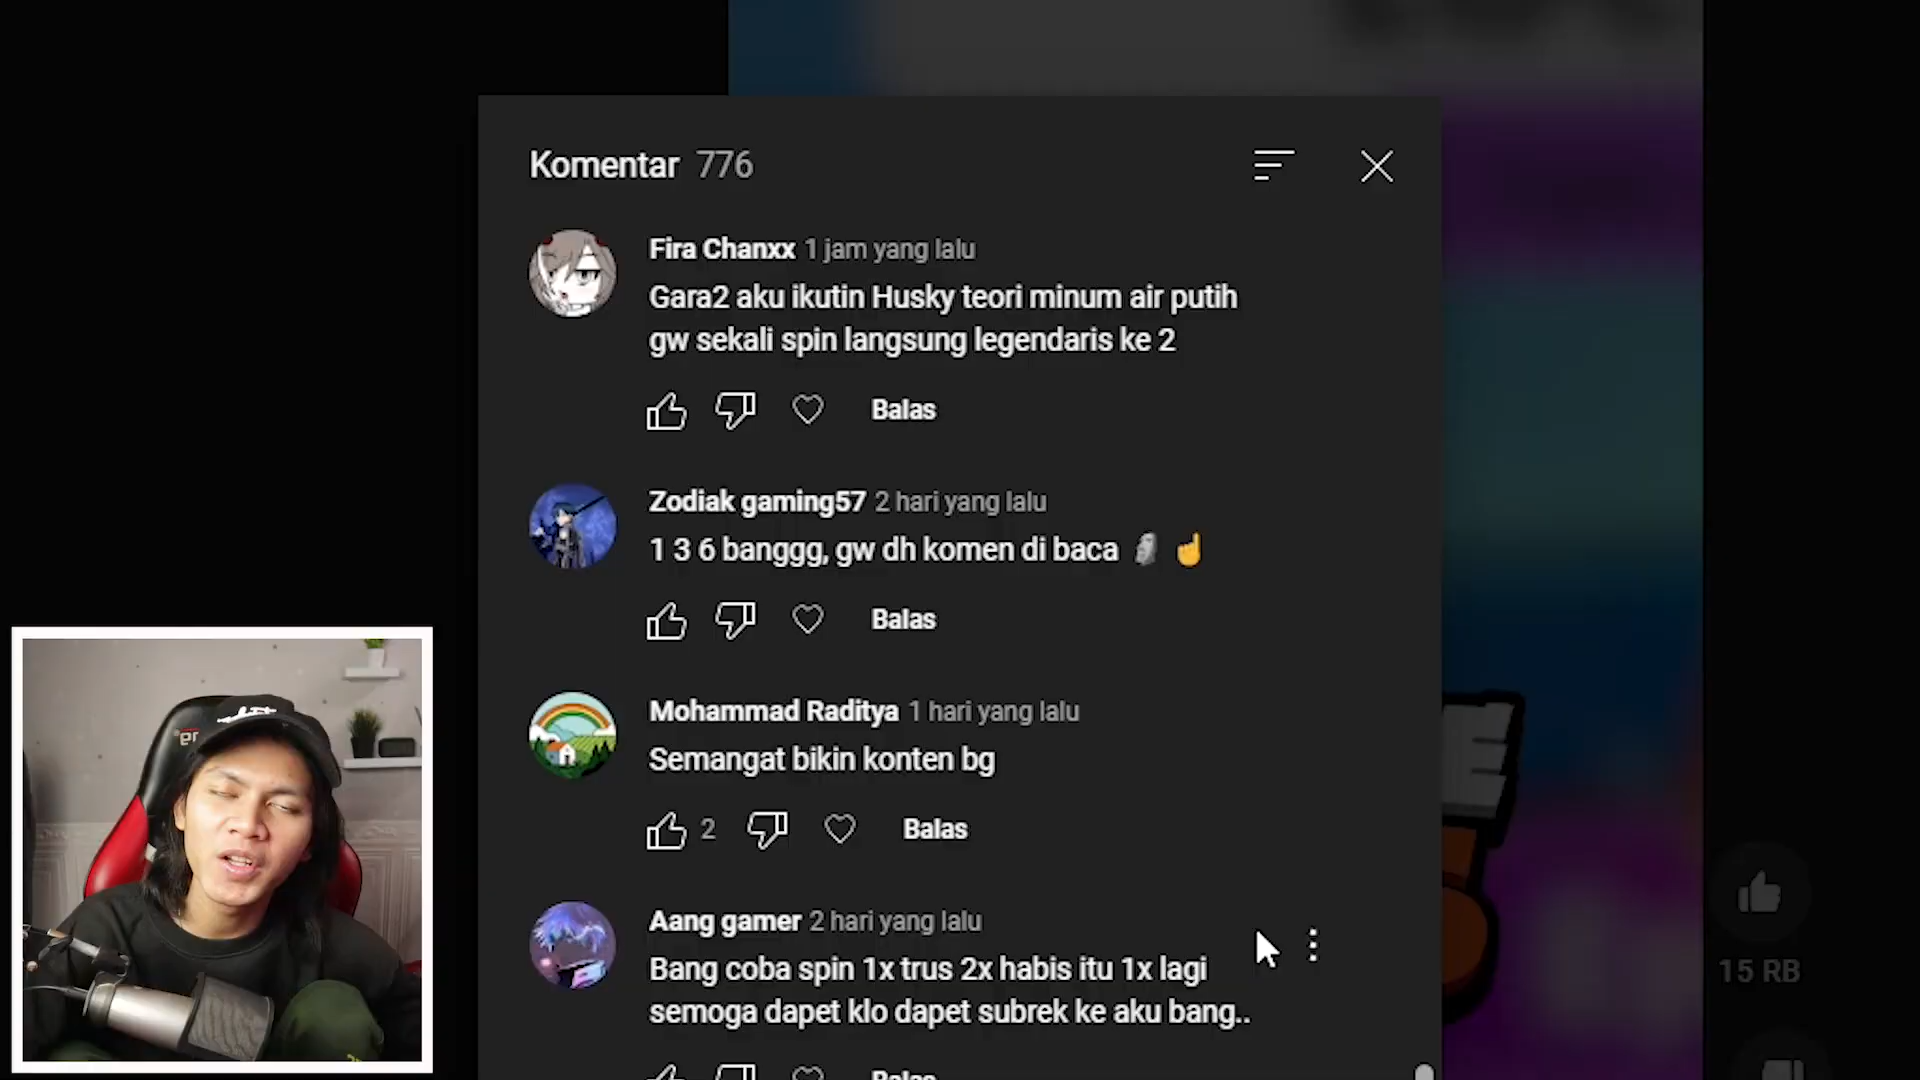 Komentar 776
Fira Chanxx 1 jam yang lalu
Gara2 aku ikutin Husky teori minum air putih
gw sekali spin langsung legendaris ke 2
Balas
Zodiak gaming57 2 hari yang lalu
1 3 6 banggg, gw dh komen di baca 🗿 ☝️
Balas
Mohammad Raditya 1 hari yang lalu
Semangat bikin konten bg
2 Balas
Aang gamer 2 hari yang lalu
Bang coba spin 1x trus 2x habis itu 1x lagi
semoga dapet klo dapet subrek ke aku bang..
Balas
15 RB